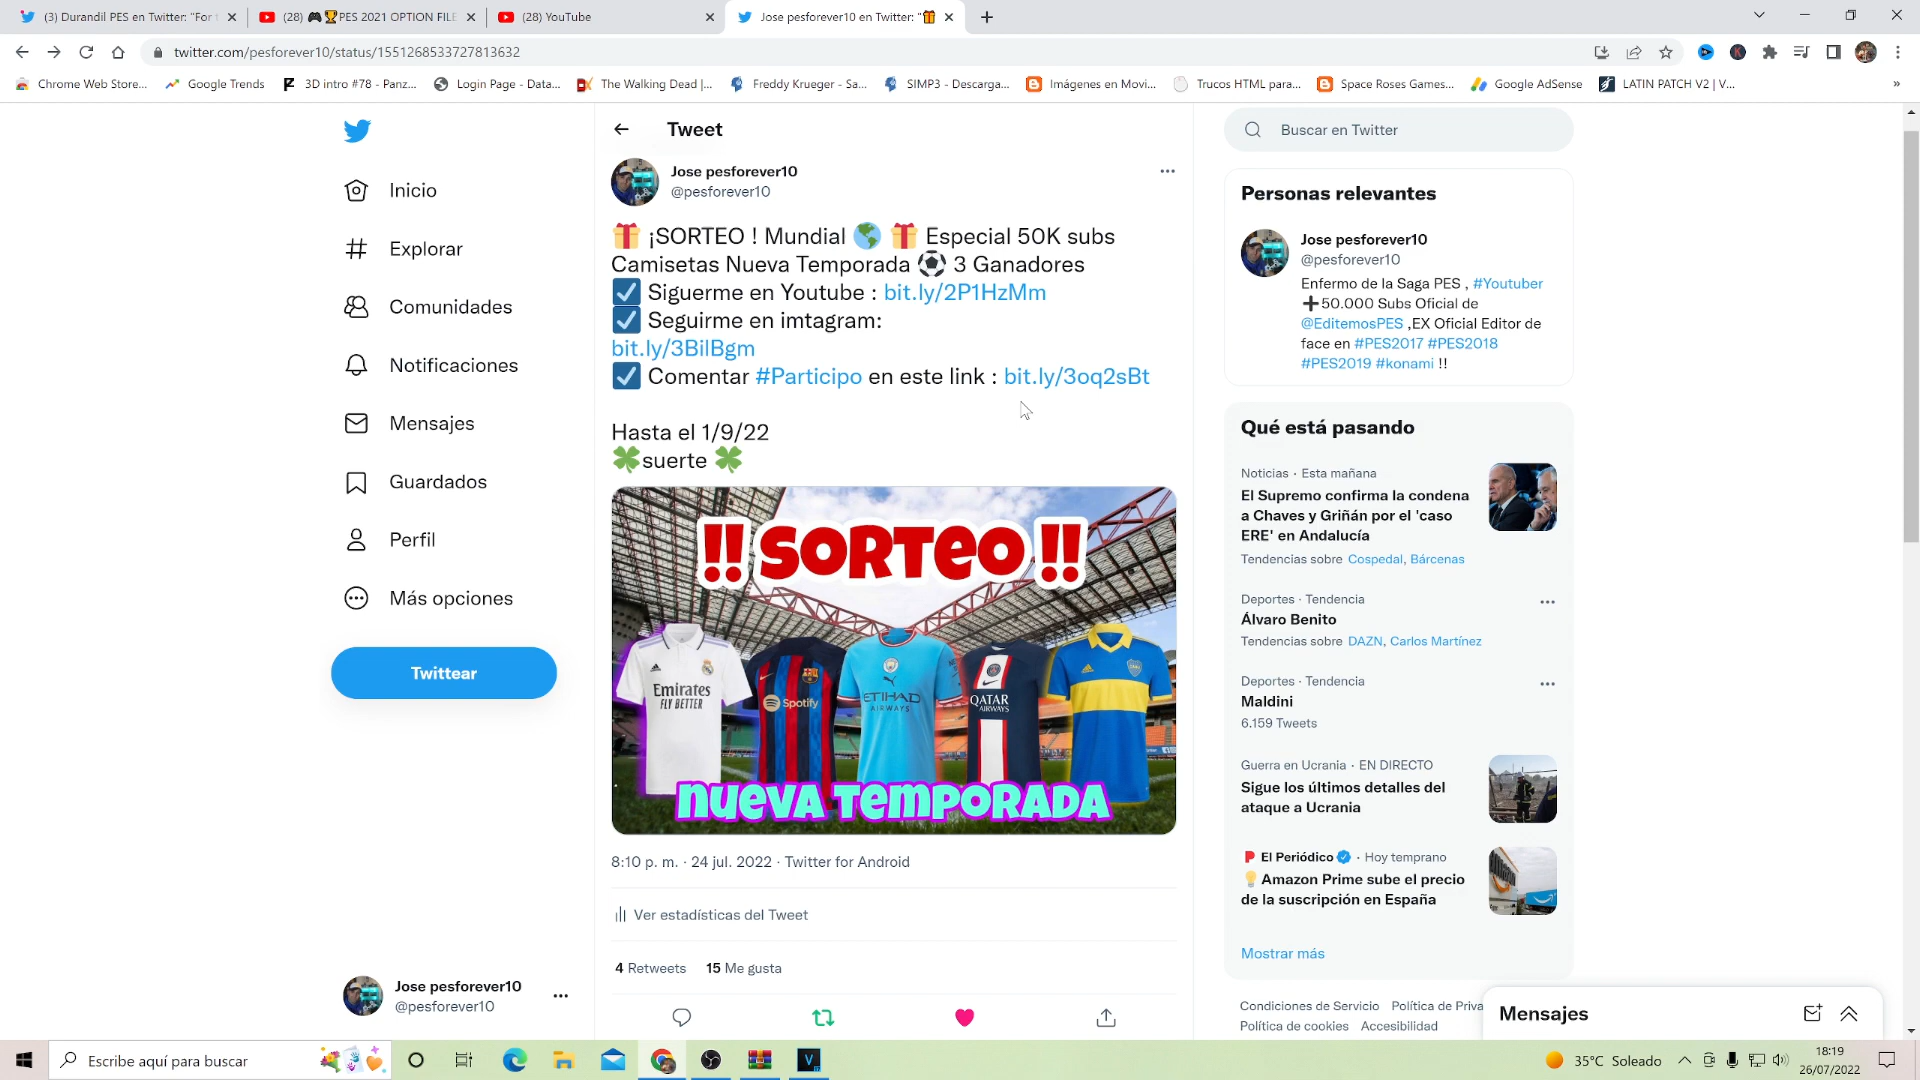 (3) Durandil PES en Twitter: "For t
(28) 🎮🏆PES 2021 OPTION FILE
(28) YouTube
Jose pesforever10 en Twitter: "🎁
twitter.com/pesforever10/status/1551268533727813632
Chrome Web Store...
Google Trends
3D intro #78 - Panz...
Login Page - Data...
The Walking Dead |...
Freddy Krueger - Sa...
SIMP3 - Descarga...
Imágenes en Movi...
Trucos HTML para...
Space Roses Games...
Google AdSense
LATIN PATCH V2 | V...
Inicio
Explorar
Comunidades
Notificaciones
Mensajes
Guardados
Perfil
Más opciones
Twittear
Jose pesforever10
@pesforever10
Tweet
Jose pesforever10
@pesforever10
🎁 ¡SORTEO ! Mundial 🌎 🎁 Especial 50K subs
Camisetas Nueva Temporada ⚽ 3 Ganadores
☑ Siguerme en Youtube : bit.ly/2P1HzMm
☑ Seguirme en imtagram:
bit.ly/3BilBgm
☑ Comentar #Participo en este link : bit.ly/3oq2sBt
Hasta el 1/9/22
🍀suerte 🍀
‼SORTEO‼
Emirates
FLY BETTER
Spotify
ETIHAD
AIRWAYS
QATAR
AIRWAYS
NUEVA TEMPORADA
8:10 p. m. · 24 jul. 2022 · Twitter for Android
Ver estadísticas del Tweet
4 Retweets 15 Me gusta
Buscar en Twitter
Personas relevantes
Jose pesforever10
@pesforever10
Enfermo de la Saga PES , #Youtuber
➕50.000 Subs Oficial de
@EditemosPES ,EX Oficial Editor de
face en #PES2017 #PES2018
#PES2019 #konami !!
Qué está pasando
Noticias · Esta mañana
El Supremo confirma la condena
a Chaves y Griñán por el 'caso
ERE' en Andalucía
Tendencias sobre Cospedal, Bárcenas
Deportes · Tendencia
Álvaro Benito
Tendencias sobre DAZN, Carlos Martínez
Deportes · Tendencia
Maldini
6.159 Tweets
Guerra en Ucrania · EN DIRECTO
Sigue los últimos detalles del
ataque a Ucrania
El Periódico · Hoy temprano
💡Amazon Prime sube el precio
de la suscripción en España
Mostrar más
Condiciones de Servicio Política de Priva
Política de cookies Accesibilidad
Mensajes
Escribe aquí para buscar
35°C Soleado
18:19
26/07/2022